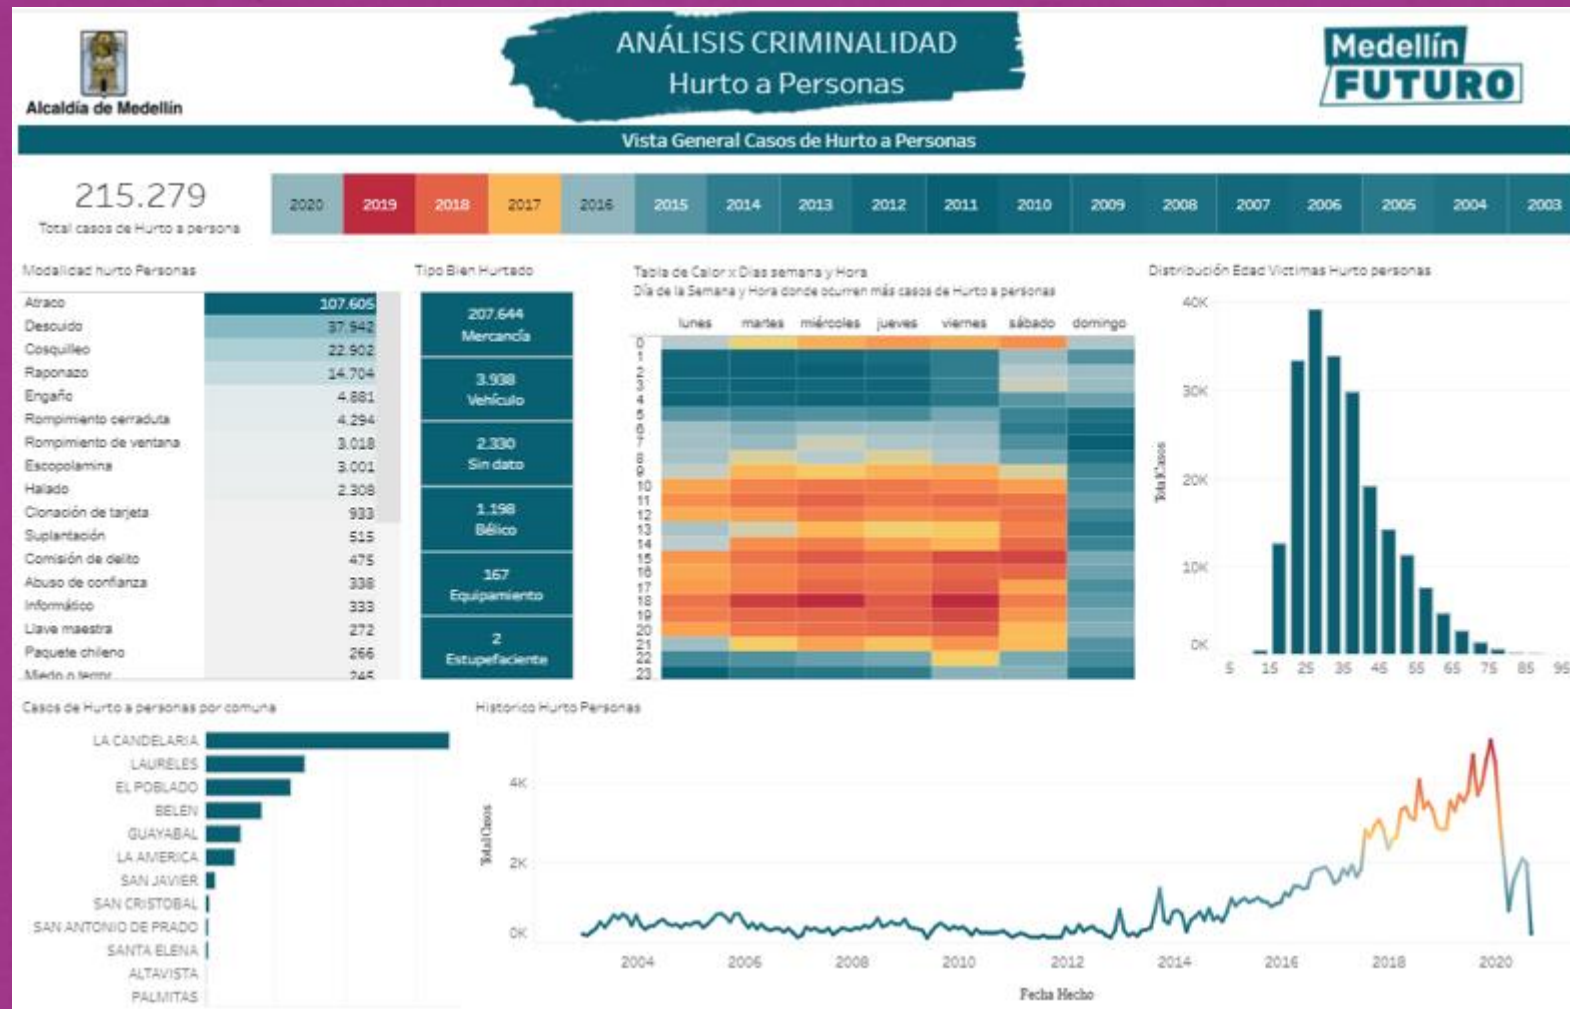 Alcaldía de Medellín
ANÁLISIS CRIMINALIDAD
Hurto a Personas
Medellín
FUTURO
Vista General Casos de Hurto a Personas
215.279
Total casos de Hurto a persona
2020 2019 2018 2017 2016 2015 2014 2013 2012 2011 2010 2009 2008 2007 2006 2005 2004 2003
Modalidad hurto Personas
Atraco 107.605
Descuido 37.942
Cosquilleo 22.902
Raponazo 14.704
Engaño 4.881
Rompimiento cerraduta 4.294
Rompimiento de ventana 3.018
Escopolamina 3.001
Halado 2.308
Clonación de tarjeta 933
Suplantación 515
Comisión de delito 475
Abuso de confianza 338
Informático 333
Llave maestra 272
Paquete chileno 266
Miedo o terror 245
Tipo Bien Hurtado
207.644
Mercancía
3.938
Vehículo
2.330
Sin dato
1.198
Bélico
167
Equipamiento
2
Estupefaciente
Tabla de Calor x Dias semana y Hora
Día de la Semana y Hora donde ocurren más casos de Hurto a personas
lunes martes miércoles jueves viernes sábado domingo
0
1
2
3
4
5
6
7
8
9
10
11
12
13
14
15
16
17
18
19
20
21
22
23
Distribución Edad Victimas Hurto personas
40K
30K
20K
10K
0K
Total Casos
5 15 25 35 45 55 65 75 85 95
Casos de Hurto a personas por comuna
LA CANDELARIA
LAURELES
EL POBLADO
BELEN
GUAYABAL
LA AMERICA
SAN JAVIER
SAN CRISTOBAL
SAN ANTONIO DE PRADO
SANTA ELENA
ALTAVISTA
PALMITAS
Historico Hurto Personas
4K
2K
0K
Total Casos
2004 2006 2008 2010 2012 2014 2016 2018 2020
Fecha Hecho